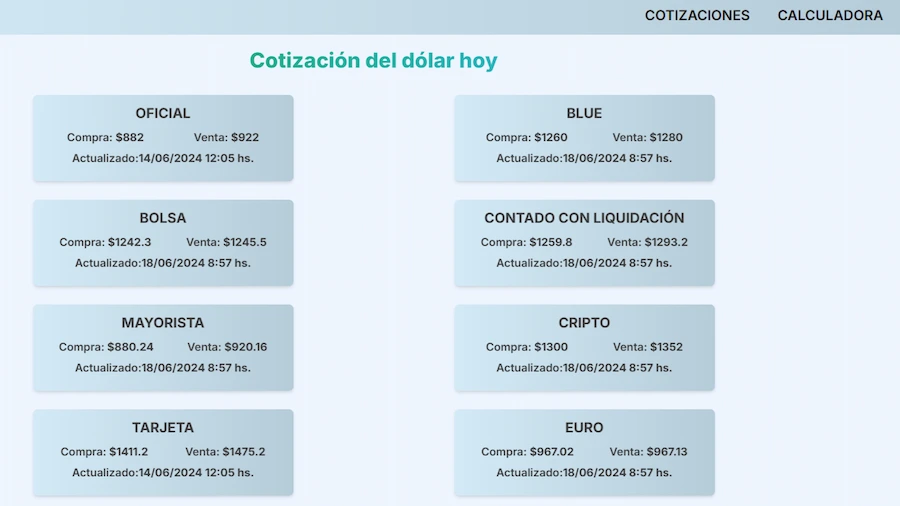 COTIZACIONES CALCULADORA
Cotización del dólar hoy
OFICIAL
Compra: $882 Venta: $922
Actualizado:14/06/2024 12:05 hs.
BLUE
Compra: $1260 Venta: $1280
Actualizado:18/06/2024 8:57 hs.
BOLSA
Compra: $1242.3 Venta: $1245.5
Actualizado:18/06/2024 8:57 hs.
CONTADO CON LIQUIDACIÓN
Compra: $1259.8 Venta: $1293.2
Actualizado:18/06/2024 8:57 hs.
MAYORISTA
Compra: $880.24 Venta: $920.16
Actualizado:18/06/2024 8:57 hs.
CRIPTO
Compra: $1300 Venta: $1352
Actualizado:18/06/2024 8:57 hs.
TARJETA
Compra: $1411.2 Venta: $1475.2
Actualizado:14/06/2024 12:05 hs.
EURO
Compra: $967.02 Venta: $967.13
Actualizado:18/06/2024 8:57 hs.